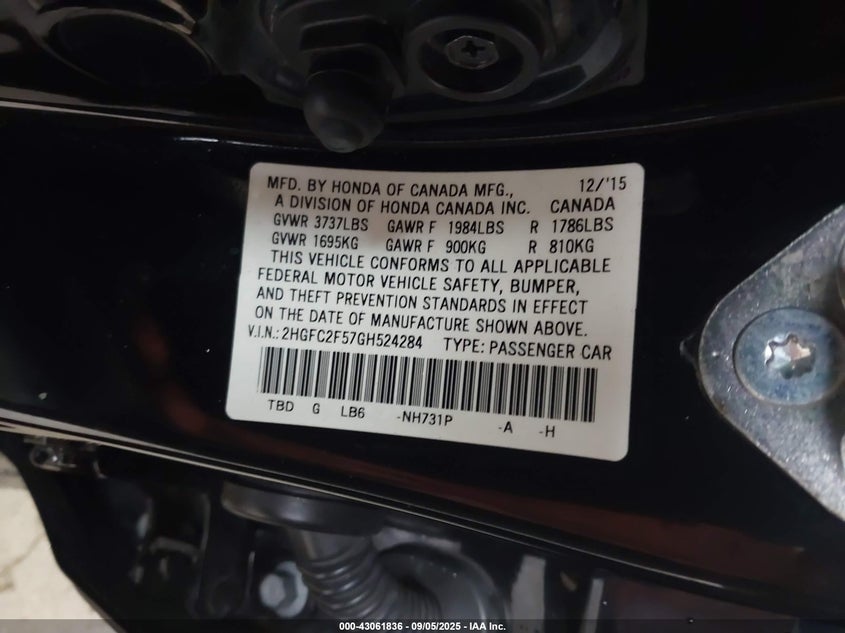 MFD. BY HONDA OF CANADA MFG., 12/'15
A DIVISION OF HONDA CANADA INC. CANADA
GVWR 3737LBS GAWR F 1984LBS R 1786LBS
GVWR 1695KG GAWR F 900KG R 810KG
THIS VEHICLE CONFORMS TO ALL APPLICABLE
FEDERAL MOTOR VEHICLE SAFETY, BUMPER,
AND THEFT PREVENTION STANDARDS IN EFFECT
ON THE DATE OF MANUFACTURE SHOWN ABOVE.
V.I.N.:2HGFC2F57GH524284 TYPE: PASSENGER CAR
TBD G LB6 -NH731P -A -H
000-43061836 - 09/05/2025 - IAA Inc.